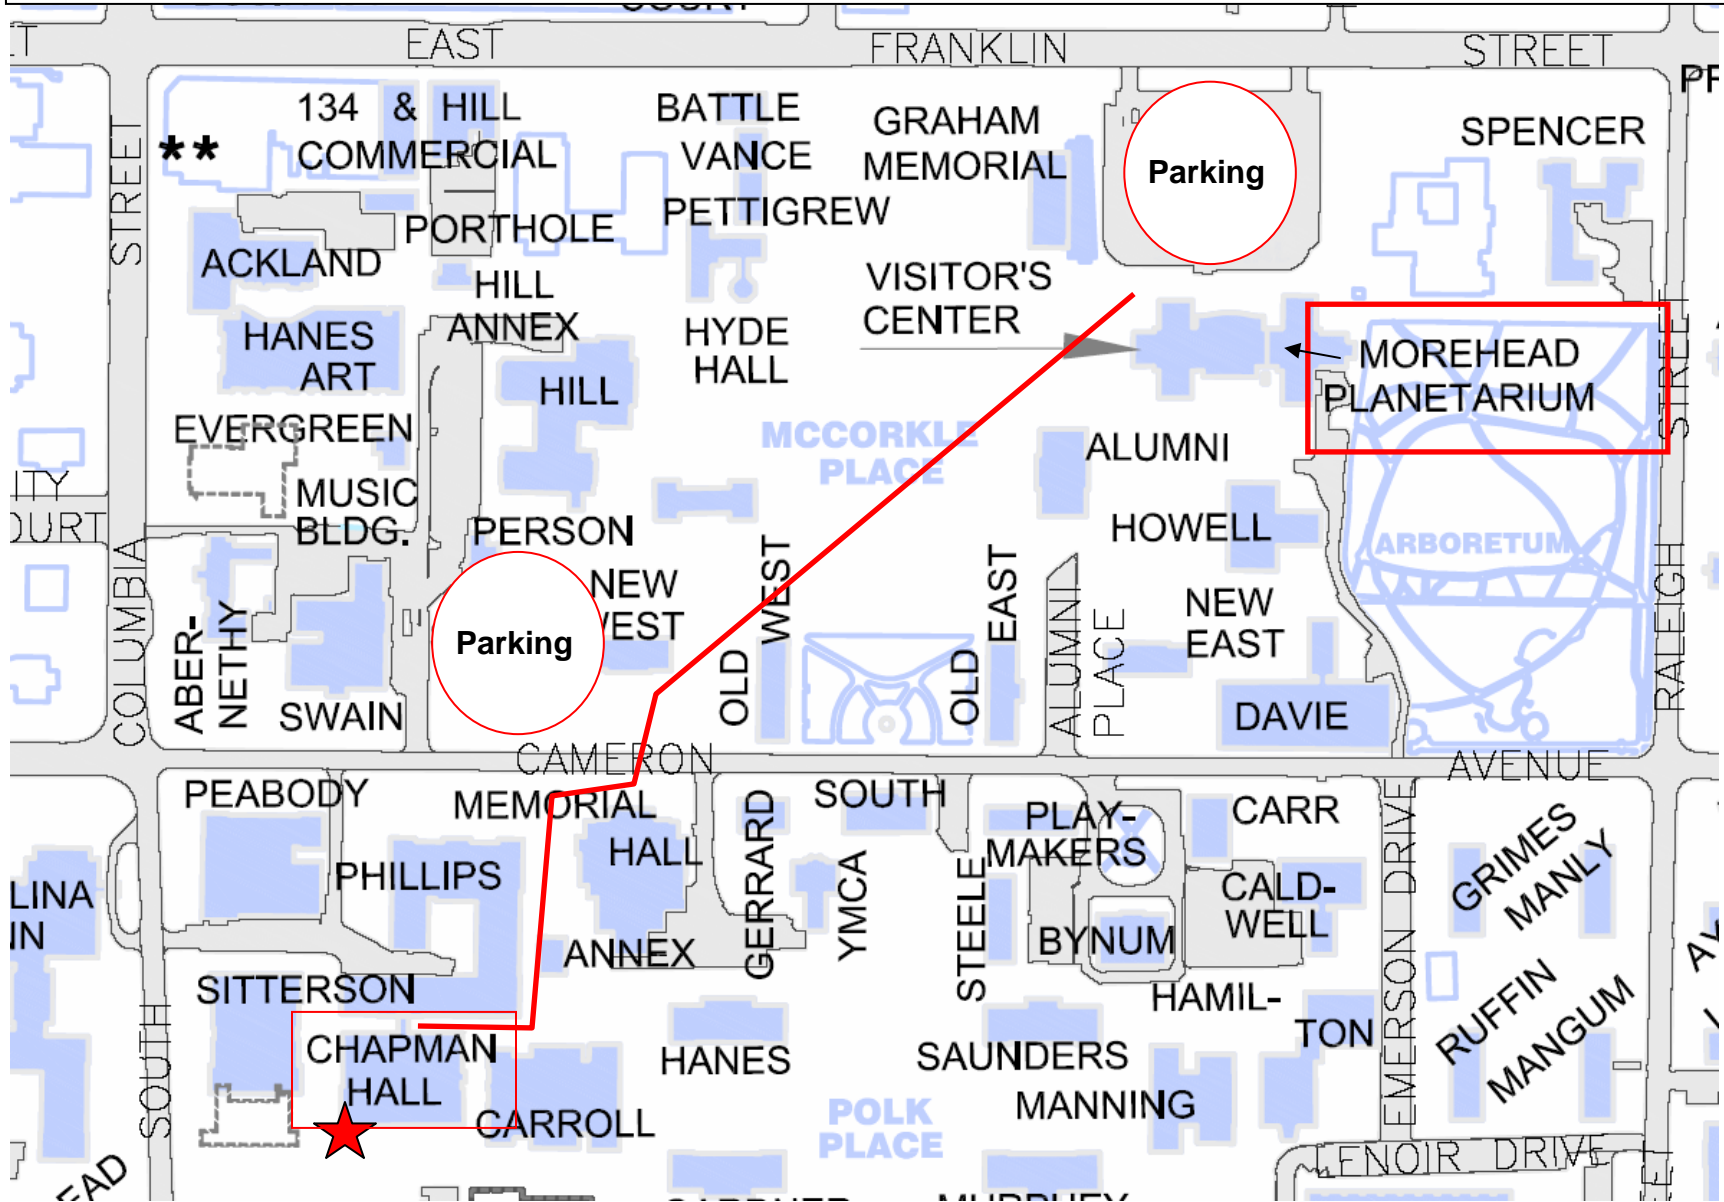 EAST FRANKLIN STREET
134 & HILL
COMMERCIAL
**
PORTHOLE
ACKLAND
HILL
ANNEX
HANES
ART
HILL
EVERGREEN
MUSIC
BLDG.
PERSON
BATTLE
VANCE
PETTIGREW
HYDE
HALL
GRAHAM
MEMORIAL
Parking
SPENCER
VISITOR'S
CENTER
MOREHEAD
PLANETARIUM
MCCORKLE
PLACE
ALUMNI
HOWELL
ARBORETUM
STREET
COLUMBIA
ABER-
NETHY
SWAIN
Parking
NEW
OLD WEST
OLD EAST
ALUMNI
PLACE
NEW
EAST
DAVIE
RALEIGH STREET
CAMERON AVENUE
PEABODY
MEMORIAL
HALL
PHILLIPS
ANNEX
GERRARD
SOUTH
YMCA
STEELE
PLAY-
MAKERS
BYNUM
CARR
CALD-
WELL
EMERSON DRIVE
GRIMES
MANLY
RUFFIN
MANGUM
SITTERSON
CHAPMAN
HALL
CARROLL
HANES
SAUNDERS
MANNING
HAMIL-
TON
POLK
PLACE
SOUTH
LENOIR DRIVE